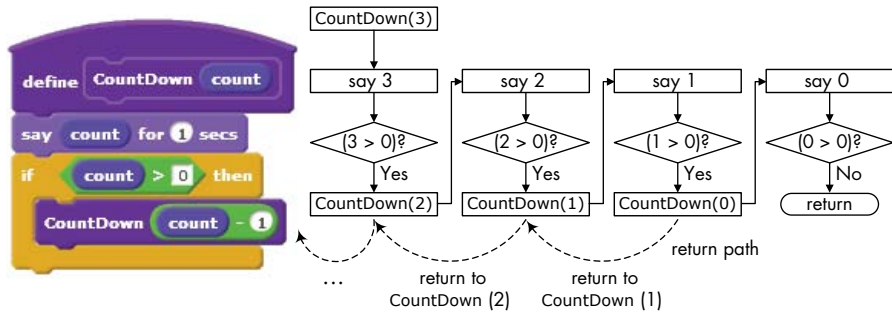 define CountDown count
say count for 1 secs
if count > 0 then
CountDown count - 1
CountDown(3)
say 3
(3 > 0)?
Yes
CountDown(2)
say 2
(2 > 0)?
Yes
CountDown(1)
say 1
(1 > 0)?
Yes
CountDown(0)
say 0
(0 > 0)?
No
return
return path
...
return to
CountDown (2)
return to
CountDown (1)